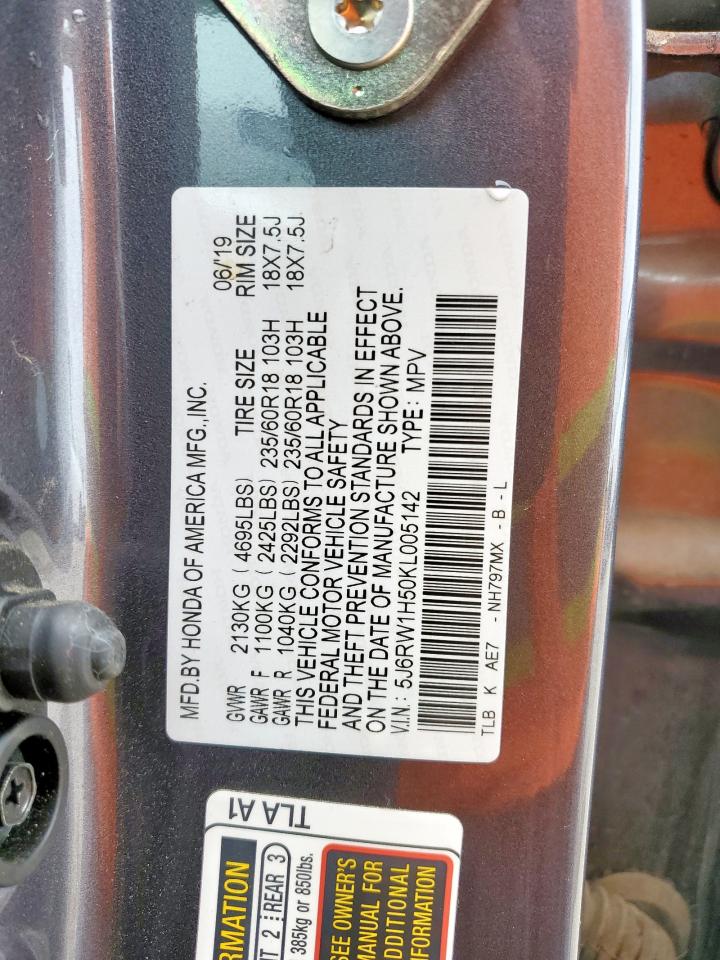 MFD.BY HONDA OF AMERICA MFG.,INC. 06/'19
GVWR 2130KG ( 4695LBS) TIRE SIZE RIM SIZE
GAWR F 1100KG ( 2425LBS) 235/60R18 103H 18X7.5J
GAWR R 1040KG ( 2292LBS) 235/60R18 103H 18X7.5J
THIS VEHICLE CONFORMS TO ALL APPLICABLE
FEDERAL MOTOR VEHICLE SAFETY
AND THEFT PREVENTION STANDARDS IN EFFECT
ON THE DATE OF MANUFACTURE SHOWN ABOVE.
V.I.N.: 5J6RW1H50KL005142 TYPE: MPV
TLB K AE7 - NH797MX - B - L
TLA A1
RMATION
2 REAR 3
385kg or 850lbs.
SEE OWNER'S
MANUAL FOR
ADDITIONAL
INFORMATION